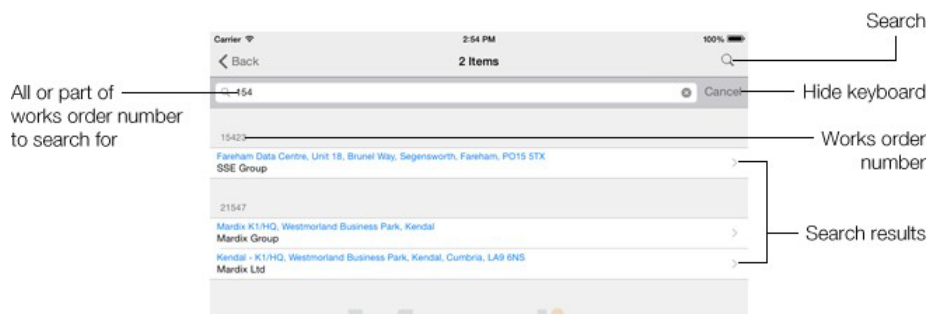 Search
Carrier 2:54 PM 100%
Back 2 Items
154 Cancel
All or part of
works order number
to search for
Hide keyboard
15423
Works order
number
Fareham Data Centre, Unit 18, Brunel Way, Segensworth, Fareham, PO15 5TX
SSE Group
21547
Mardix K1/HQ, Westmorland Business Park, Kendal
Mardix Group
Search results
Kendal - K1/HQ, Westmorland Business Park, Kendal, Cumbria, LA9 6NS
Mardix Ltd